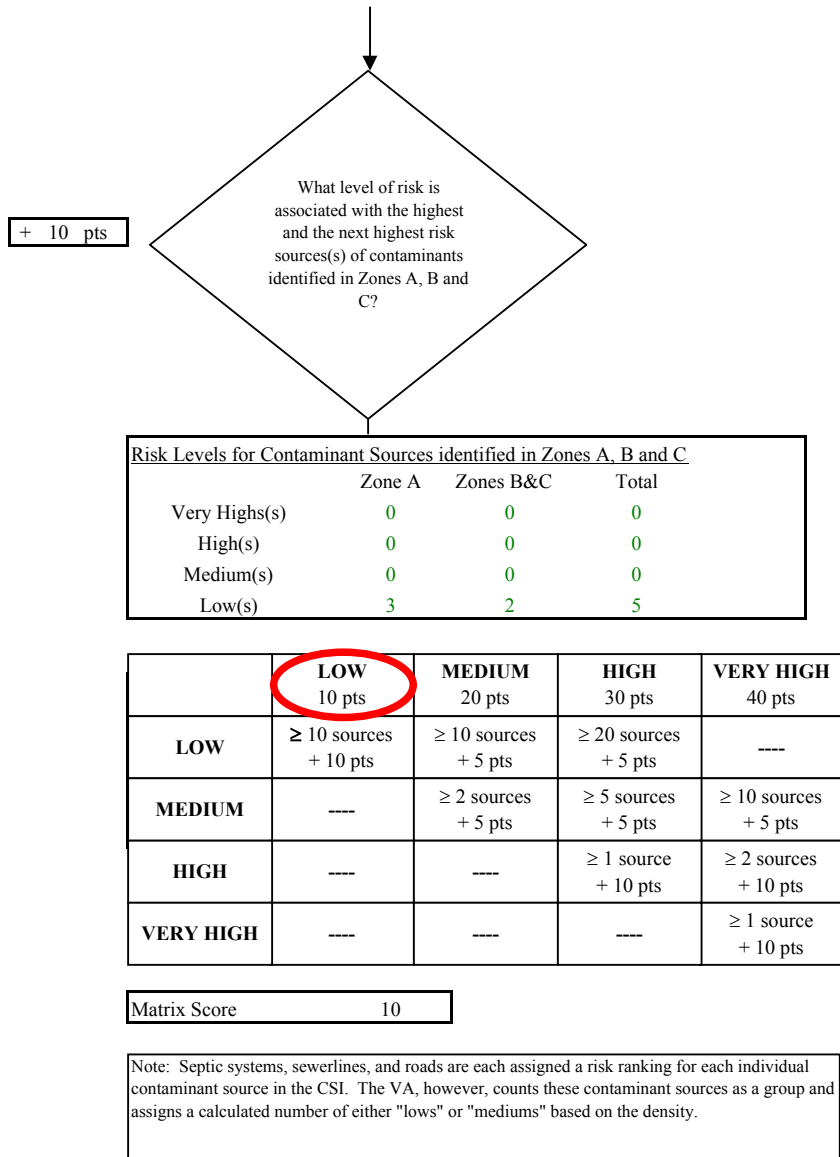 What level of risk is
associated with the highest
and the next highest risk
sources(s) of contaminants
identified in Zones A, B and
C?
+ 10 pts
Risk Levels for Contaminant Sources identified in Zones A, B and C
Zone A Zones B&C Total
Very Highs(s) 0 0 0
High(s) 0 0 0
Medium(s) 0 0 0
Low(s) 3 2 5
LOW MEDIUM HIGH VERY HIGH
10 pts 20 pts 30 pts 40 pts
LOW ≥ 10 sources + 10 pts ≥ 10 sources + 5 pts ≥ 20 sources + 5 pts ----
MEDIUM ---- ≥ 2 sources + 5 pts ≥ 5 sources + 5 pts ≥ 10 sources + 5 pts
HIGH ---- ---- ≥ 1 source + 10 pts ≥ 2 sources + 10 pts
VERY HIGH ---- ---- ---- ≥ 1 source + 10 pts
Matrix Score 10
Note: Septic systems, sewerlines, and roads are each assigned a risk ranking for each individual
contaminant source in the CSI. The VA, however, counts these contaminant sources as a group and
assigns a calculated number of either "lows" or "mediums" based on the density.